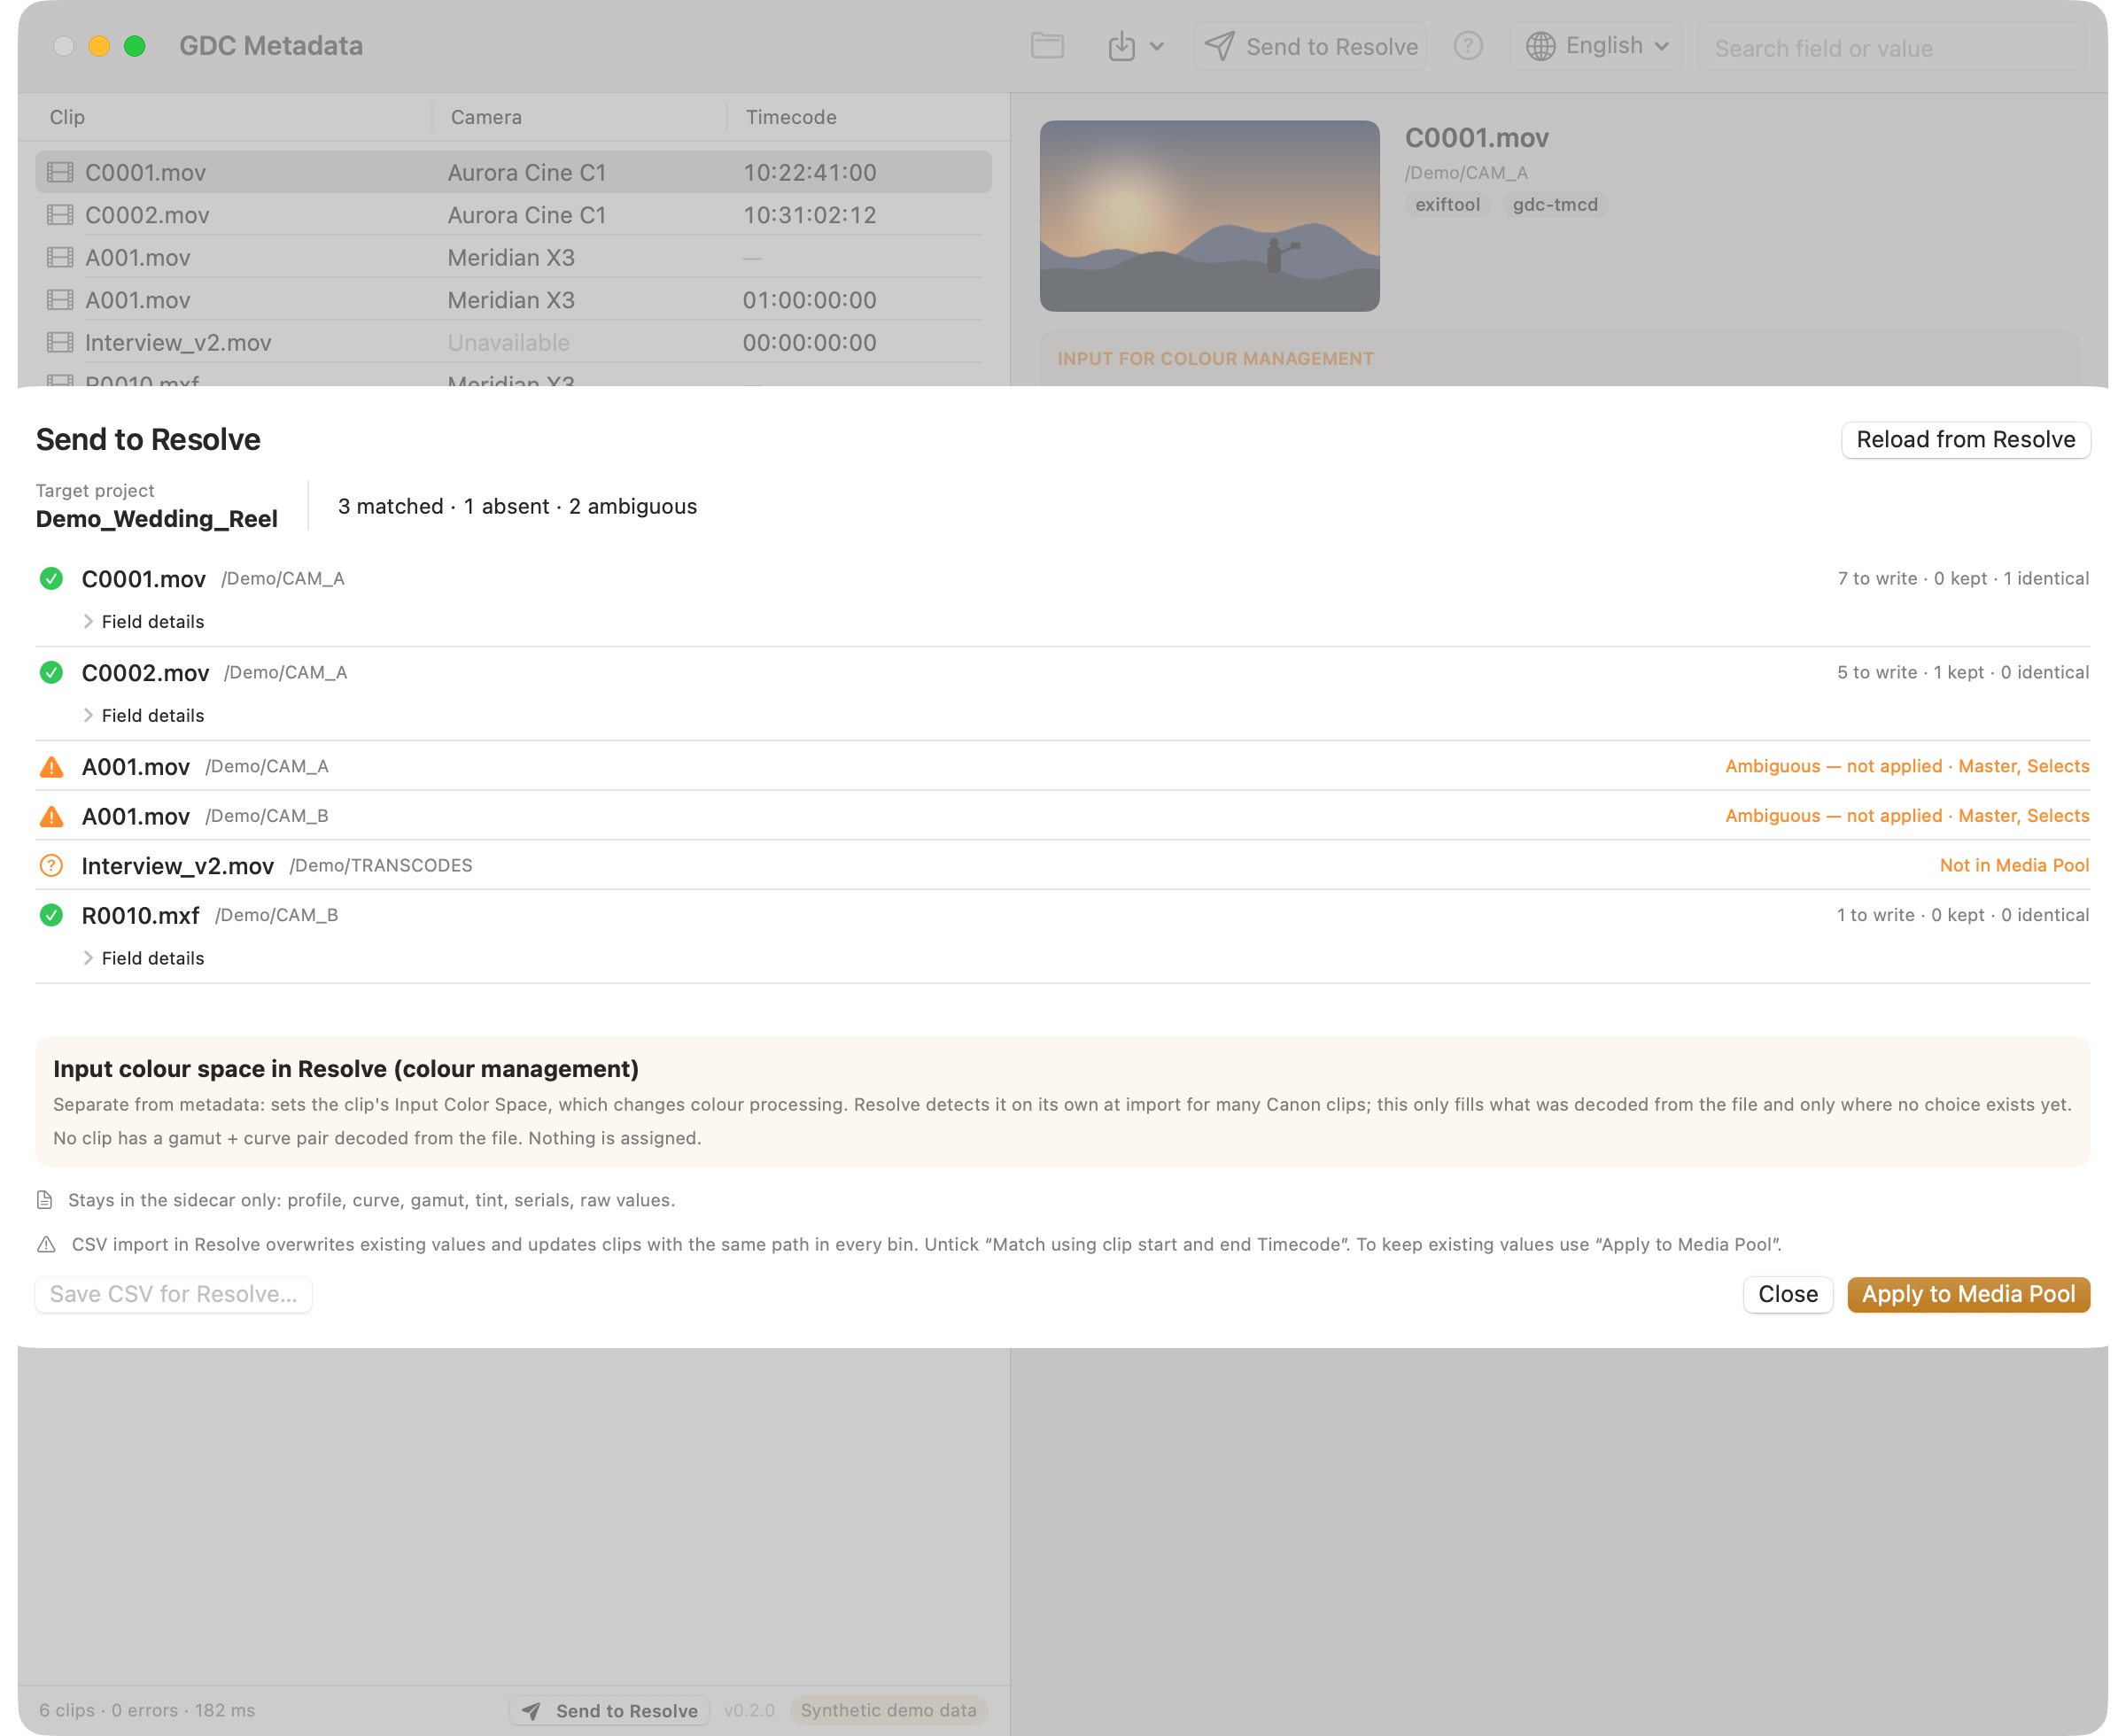 GDC Metadata
Send to Resolve
English
Search field or value
Clip Camera Timecode
C0001.mov Aurora Cine C1 10:22:41:00
C0002.mov Aurora Cine C1 10:31:02:12
A001.mov Meridian X3 —
A001.mov Meridian X3 01:00:00:00
Interview_v2.mov Unavailable 00:00:00:00
R0010.mxf Meridian X3 —
C0001.mov
/Demo/CAM_A
exiftool gdc-tmcd
INPUT FOR COLOUR MANAGEMENT
Send to Resolve
Reload from Resolve
Target project
Demo_Wedding_Reel
3 matched · 1 absent · 2 ambiguous
C0001.mov /Demo/CAM_A 7 to write · 0 kept · 1 identical
Field details
C0002.mov /Demo/CAM_A 5 to write · 1 kept · 0 identical
Field details
A001.mov /Demo/CAM_A Ambiguous — not applied · Master, Selects
A001.mov /Demo/CAM_B Ambiguous — not applied · Master, Selects
Interview_v2.mov /Demo/TRANSCODES Not in Media Pool
R0010.mxf /Demo/CAM_B 1 to write · 0 kept · 0 identical
Field details
Input colour space in Resolve (colour management)
Separate from metadata: sets the clip's Input Color Space, which changes colour processing. Resolve detects it on its own at import for many Canon clips; this only fills what was decoded from the file and only where no choice exists yet.
No clip has a gamut + curve pair decoded from the file. Nothing is assigned.
Stays in the sidecar only: profile, curve, gamut, tint, serials, raw values.
CSV import in Resolve overwrites existing values and updates clips with the same path in every bin. Untick “Match using clip start and end Timecode”. To keep existing values use “Apply to Media Pool”.
Save CSV for Resolve...
Close
Apply to Media Pool
6 clips · 0 errors · 182 ms
Send to Resolve
v0.2.0
Synthetic demo data